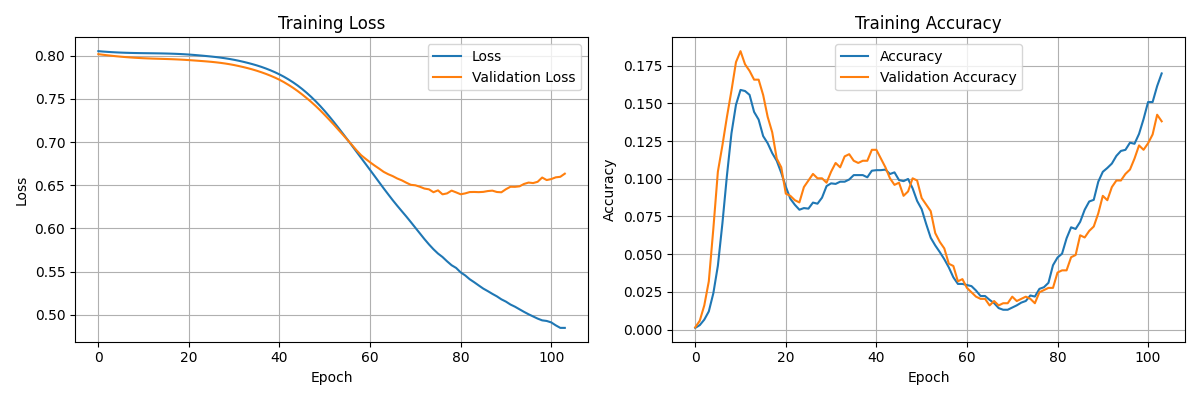 Training Loss
Loss
Validation Loss
0.80
0.75
0.70
0.65
0.60
0.55
0.50
Loss
0 20 40 60 80 100
Epoch
Training Accuracy
Accuracy
Validation Accuracy
0.175
0.150
0.125
0.100
0.075
0.050
0.025
0.000
Accuracy
0 20 40 60 80 100
Epoch